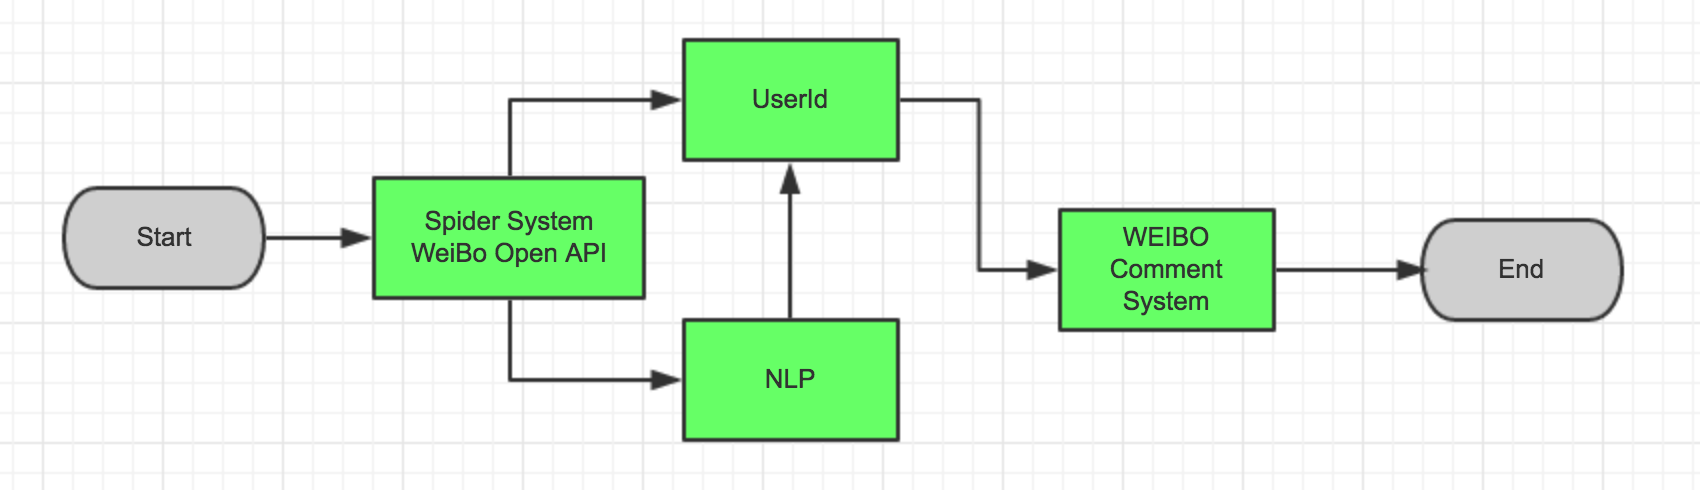 Start
Spider System
WeiBo Open API
UserId
NLP
WEIBO
Comment
System
End